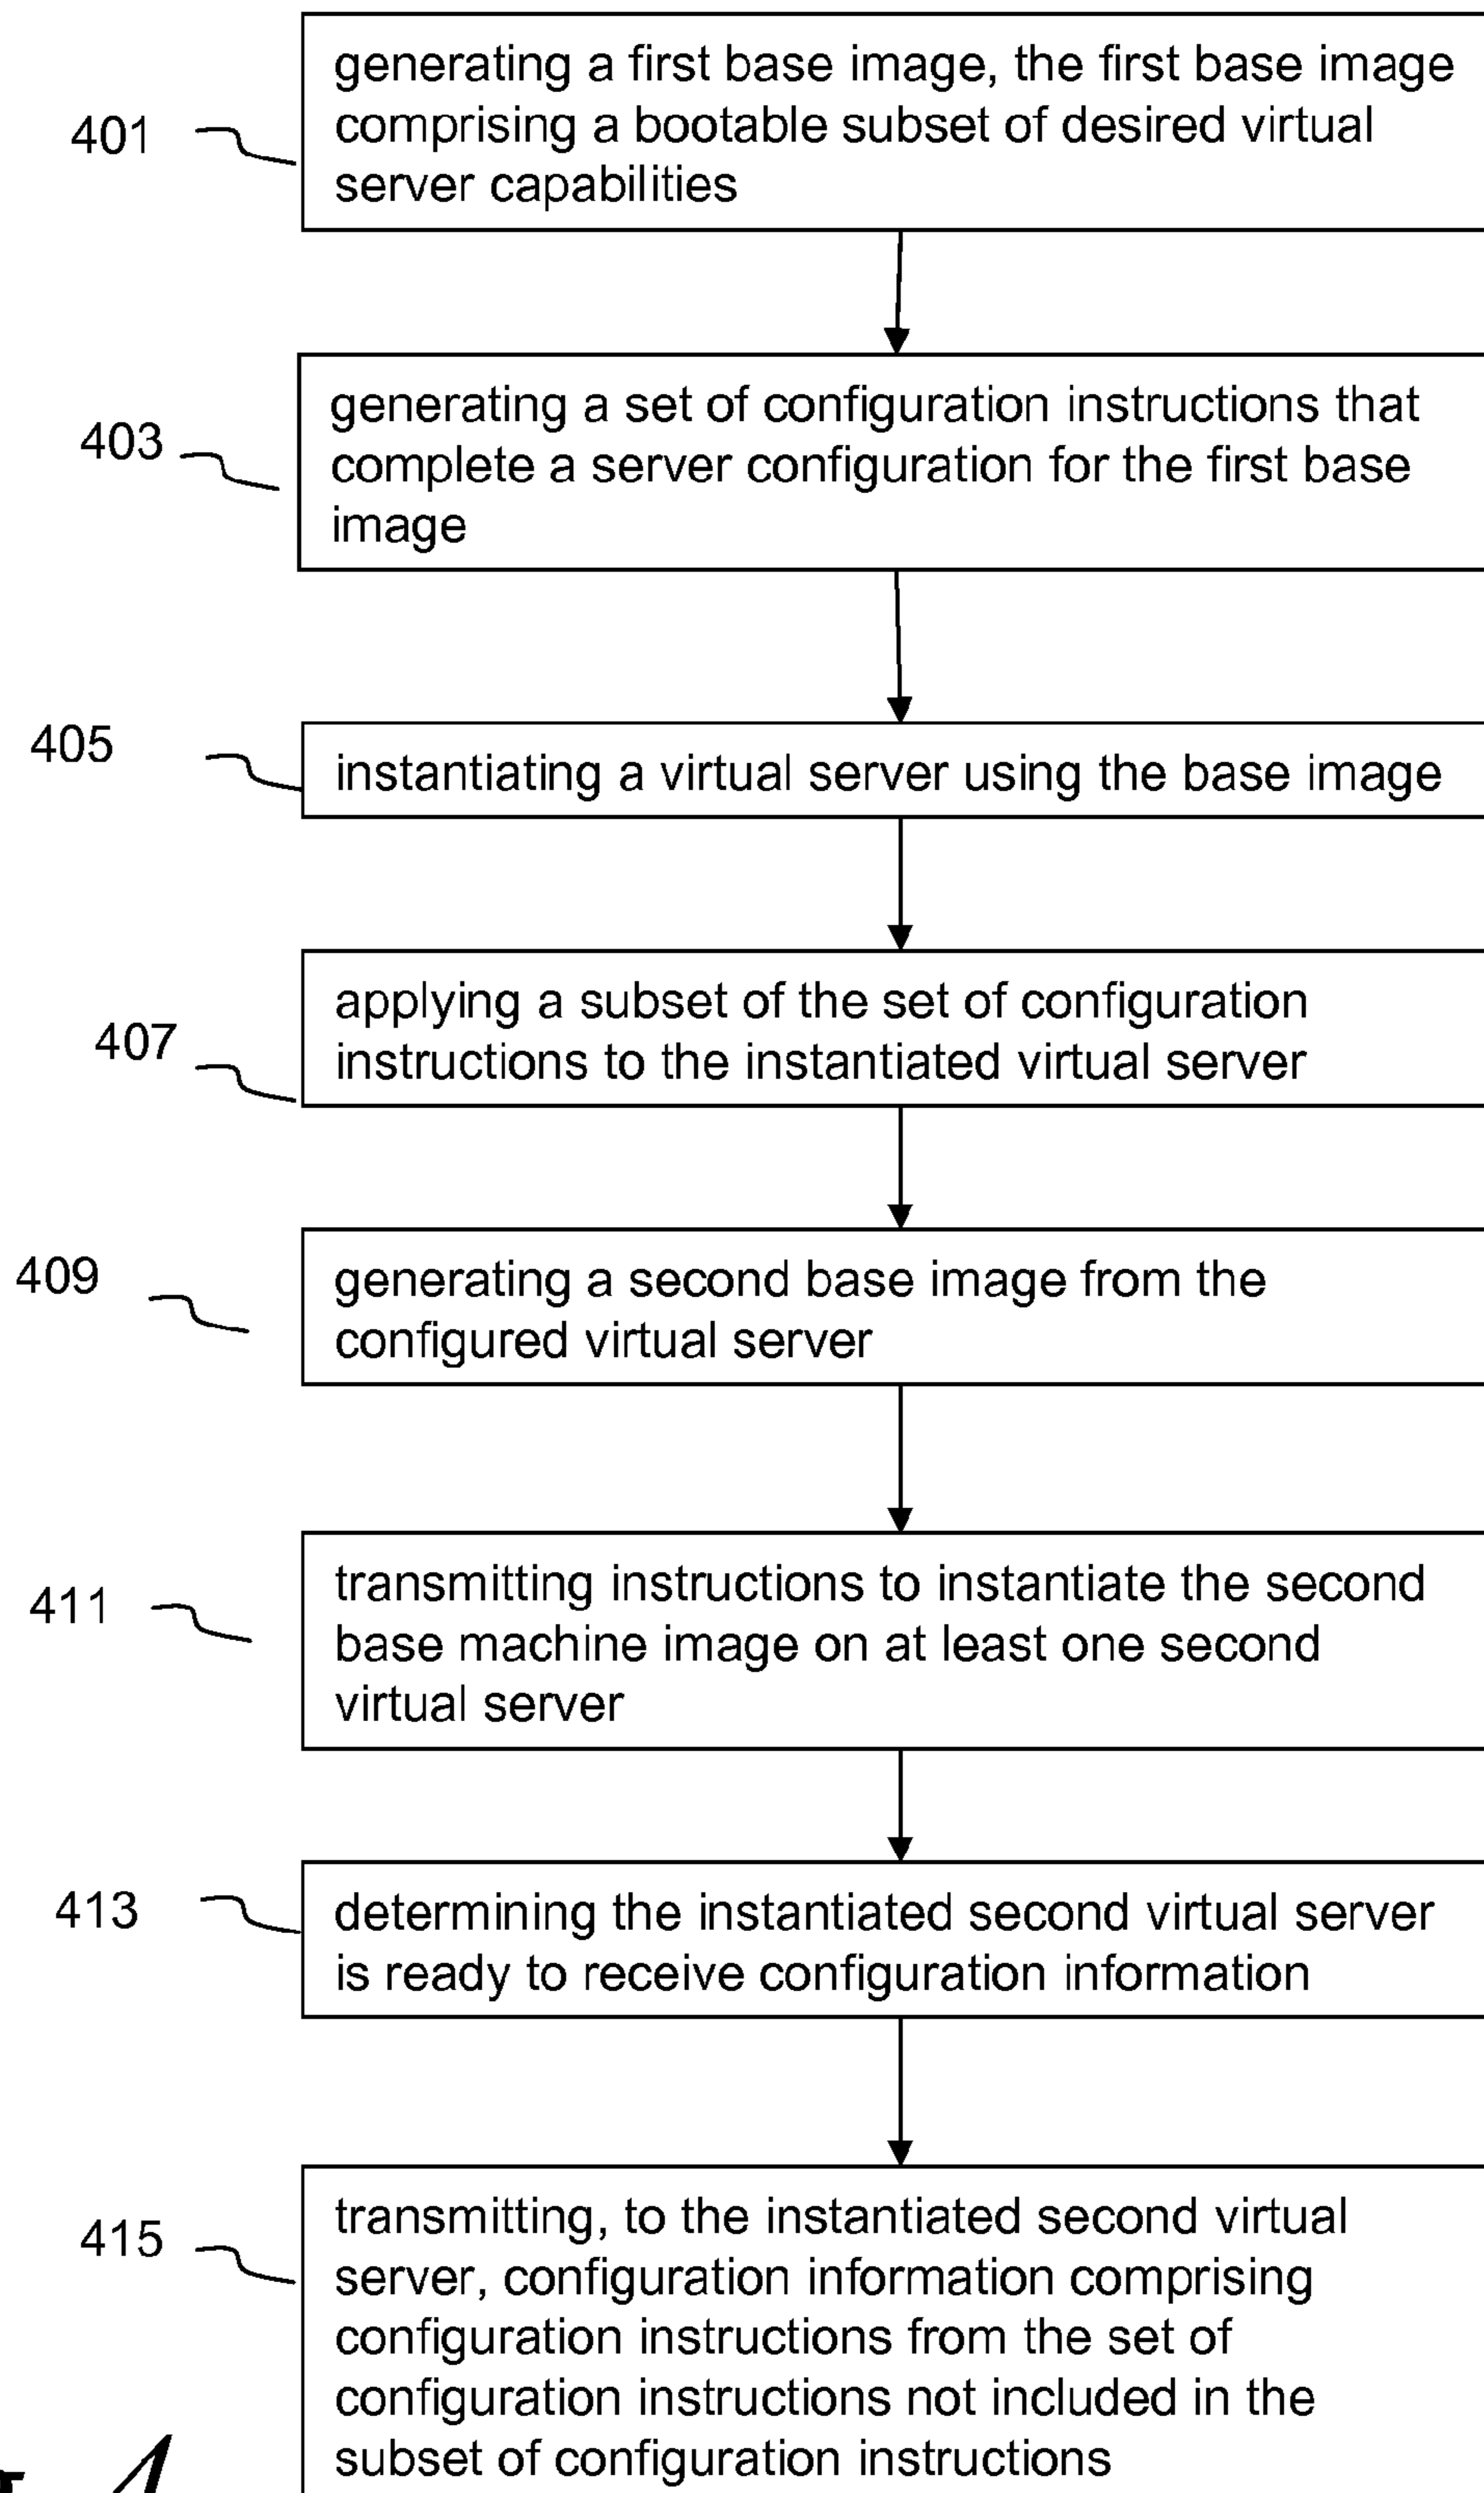 401
generating a first base image, the first base image
comprising a bootable subset of desired virtual
server capabilities
403
generating a set of configuration instructions that
complete a server configuration for the first base
image
405
instantiating a virtual server using the base image
407
applying a subset of the set of configuration
instructions to the instantiated virtual server
409
generating a second base image from the
configured virtual server
411
transmitting instructions to instantiate the second
base machine image on at least one second
virtual server
413
determining the instantiated second virtual server
is ready to receive configuration information
415
transmitting, to the instantiated second virtual
server, configuration information comprising
configuration instructions from the set of
configuration instructions not included in the
subset of configuration instructions